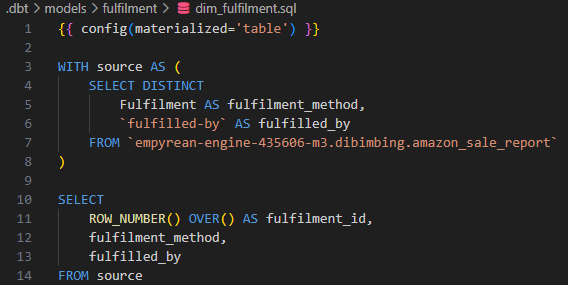 .dbt > models > fulfilment > dim_fulfilment.sql
1 {{ config(materialized='table') }}
2
3 WITH source AS (
4     SELECT DISTINCT
5         Fulfilment AS fulfilment_method,
6         `fulfilled-by` AS fulfilled_by
7     FROM `empyrean-engine-435606-m3.dibimbing.amazon_sale_report`
8 )
9
10 SELECT
11     ROW_NUMBER() OVER() AS fulfilment_id,
12     fulfilment_method,
13     fulfilled_by
14 FROM source